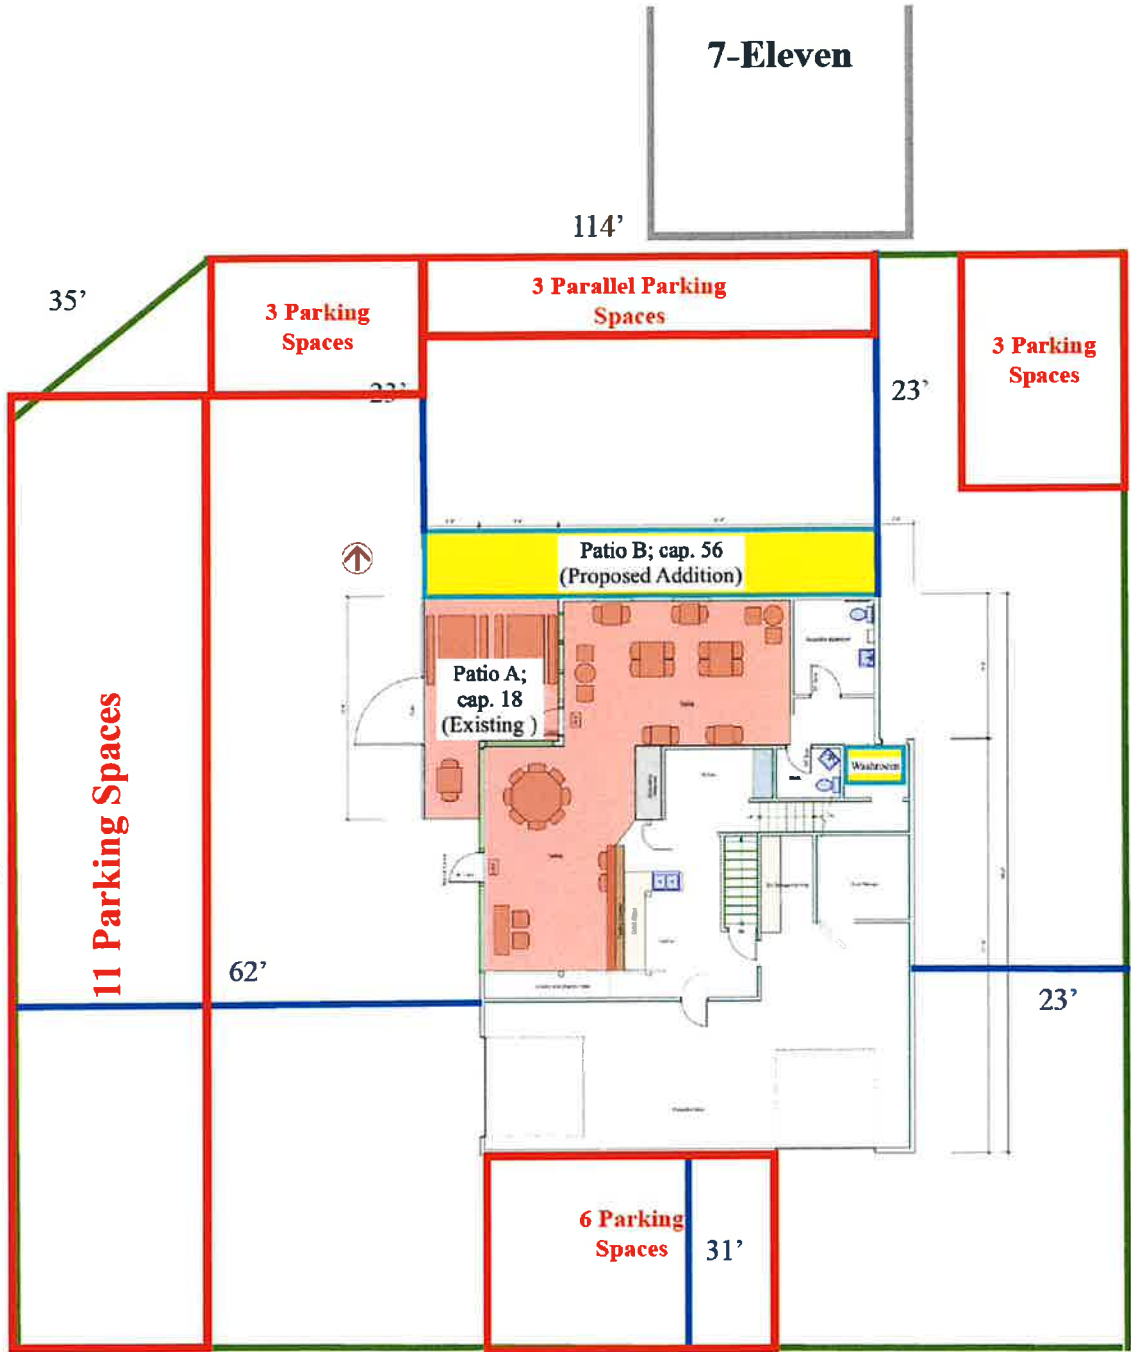 7-Eleven
114’
35’
3 Parking
Spaces
3 Parallel Parking
Spaces
3 Parking
Spaces
23’
23’
Patio B; cap. 56
(Proposed Addition)
Patio A;
cap. 18
(Existing )
Washroom
11 Parking Spaces
62’
23’
6 Parking
Spaces
31’